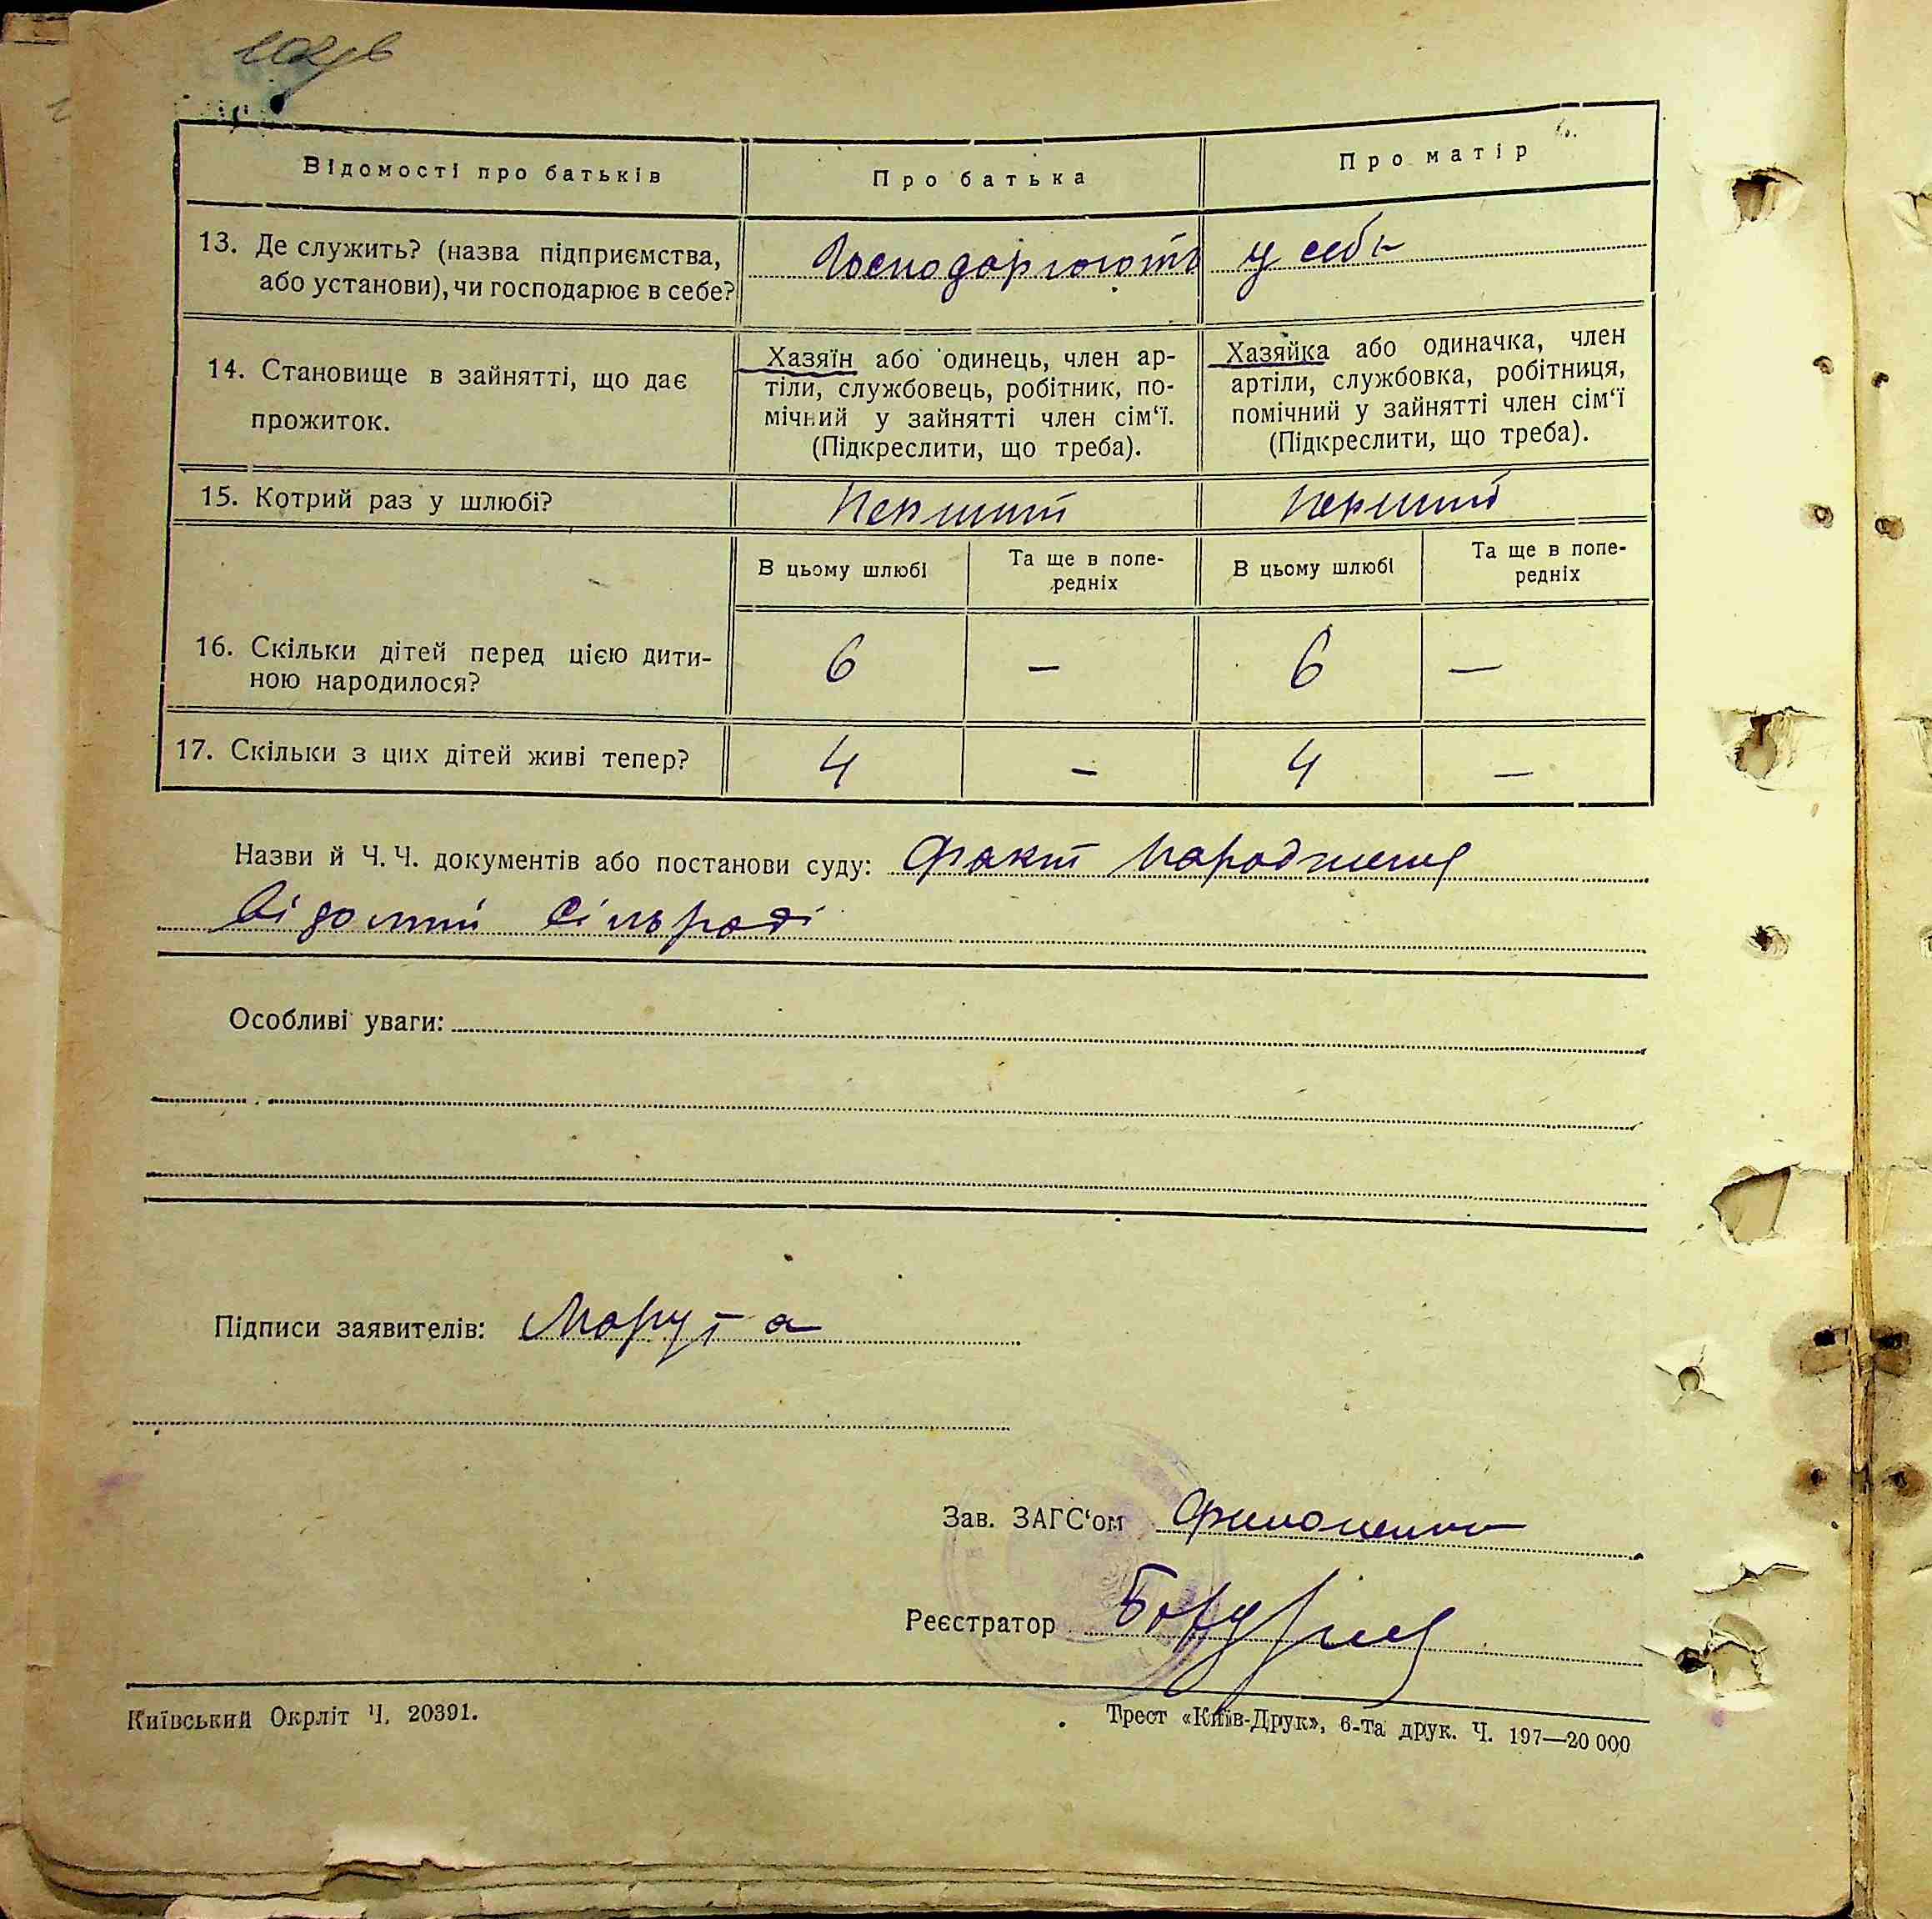 Відомості про батьків
Про батька
Про матір
13. Де служить? (назва підприємства,
або установи), чи господарює в себе?
Господарюють у себе
14. Становище в зайнятті, що дає
прожиток.
Хазяїн або одинець, член ар-
тіли, службовець, робітник, по-
мічний у зайнятті член сім‘ї.
(Підкреслити, що треба).
Хазяйка або одиначка, член
артіли, службовка, робітниця,
помічний у зайнятті член сім‘ї
(Підкреслити, що треба).
15. Котрий раз у шлюбі?
Перший
перший
В цьому шлюбі
Та ще в попе-
редніх
В цьому шлюбі
Та ще в попе-
редніх
16. Скільки дітей перед цією дити-
ною народилося?
6 — 6 —
17. Скільки з цих дітей живі тепер?
4 — 4 —
Назви й Ч. Ч. документів або постанови суду: Факт народження
відомий сільраді
Особливі уваги:
Підписи заявителів: Марута
Зав. ЗАГС‘ом
Реєстратор
Київський Окрліт Ч. 20391.
Трест «Київ-Друк», 6-та друк. Ч. 197—20 000